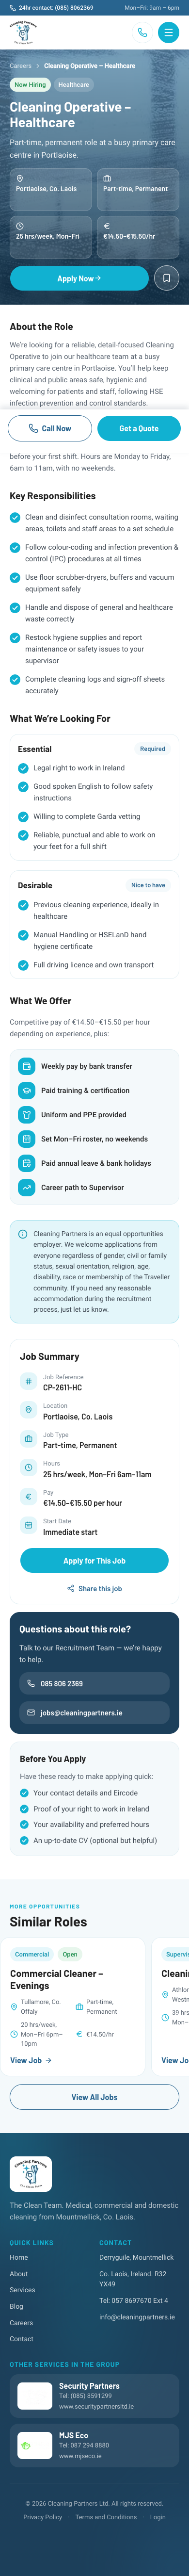 24hr contact: (085) 8062369
Mon–Fri: 9am – 6pm
Careers > Cleaning Operative – Healthcare
Now Hiring
Healthcare
Cleaning Operative –
Healthcare
Part-time, permanent role at a busy primary care
centre in Portlaoise.
Portlaoise, Co. Laois
Part-time, Permanent
25 hrs/week, Mon–Fri
€14.50–€15.50/hr
Apply Now
About the Role
We're looking for a reliable, detail-focused Cleaning
Operative to join our healthcare team at a busy
primary care centre in Portlaoise. You'll help keep
clinical and public areas safe, hygienic and
welcoming for patients and staff, following HSE
infection prevention and control standards.
Call Now
Get a Quote
before your first shift. Hours are Monday to Friday,
6am to 11am, with no weekends.
Key Responsibilities
Clean and disinfect consultation rooms, waiting
areas, toilets and staff areas to a set schedule
Follow colour-coding and infection prevention &
control (IPC) procedures at all times
Use floor scrubber-dryers, buffers and vacuum
equipment safely
Handle and dispose of general and healthcare
waste correctly
Restock hygiene supplies and report
maintenance or safety issues to your
supervisor
Complete cleaning logs and sign-off sheets
accurately
What We're Looking For
Essential
Required
Legal right to work in Ireland
Good spoken English to follow safety
instructions
Willing to complete Garda vetting
Reliable, punctual and able to work on
your feet for a full shift
Desirable
Nice to have
Previous cleaning experience, ideally in
healthcare
Manual Handling or HSELanD hand
hygiene certificate
Full driving licence and own transport
What We Offer
Competitive pay of €14.50–€15.50 per hour
depending on experience, plus:
Weekly pay by bank transfer
Paid training & certification
Uniform and PPE provided
Set Mon–Fri roster, no weekends
Paid annual leave & bank holidays
Career path to Supervisor
Cleaning Partners is an equal opportunities
employer. We welcome applications from
everyone regardless of gender, civil or family
status, sexual orientation, religion, age,
disability, race or membership of the Traveller
community. If you need any reasonable
accommodation during the recruitment
process, just let us know.
Job Summary
Job Reference
CP-2611-HC
Location
Portlaoise, Co. Laois
Job Type
Part-time, Permanent
Hours
25 hrs/week, Mon–Fri 6am–11am
Pay
€14.50–€15.50 per hour
Start Date
Immediate start
Apply for This Job
Share this job
Questions about this role?
Talk to our Recruitment Team — we're happy
to help.
085 806 2369
jobs@cleaningpartners.ie
Before You Apply
Have these ready to make applying quick:
Your contact details and Eircode
Proof of your right to work in Ireland
Your availability and preferred hours
An up-to-date CV (optional but helpful)
MORE OPPORTUNITIES
Similar Roles
Commercial
Open
Commercial Cleaner –
Evenings
Tullamore, Co.
Offaly
Part-time,
Permanent
20 hrs/week,
Mon–Fri 6pm–
10pm
€14.50/hr
View Job
Supervis
Cleani
Athlon
Westm
39 hrs
Mon–
View Jo
View All Jobs
The Clean Team. Medical, commercial and domestic
cleaning from Mountmellick, Co. Laois.
QUICK LINKS
Home
About
Services
Blog
Careers
Contact
CONTACT
Derryguile, Mountmellick
Co. Laois, Ireland. R32
YX49
Tel: 057 8697670 Ext 4
info@cleaningpartners.ie
OTHER SERVICES IN THE GROUP
Security Partners
Tel: (085) 8591299
www.securitypartnersltd.ie
MJS Eco
Tel: 087 294 8880
www.mjseco.ie
© 2026 Cleaning Partners Ltd. All rights reserved.
Privacy Policy · Terms and Conditions · Login